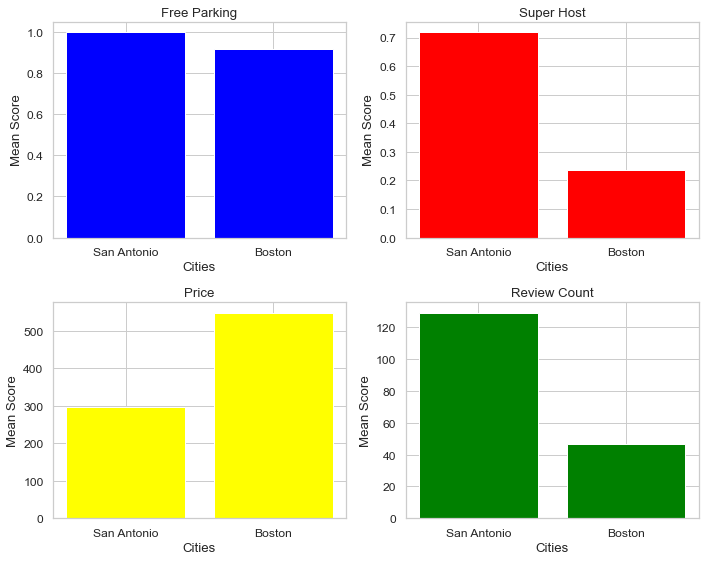 Free Parking
Mean Score
1.0
0.8
0.6
0.4
0.2
0.0
San Antonio Boston
Cities
Super Host
Mean Score
0.7
0.6
0.5
0.4
0.3
0.2
0.1
0.0
San Antonio Boston
Cities
Price
Mean Score
500
400
300
200
100
0
San Antonio Boston
Cities
Review Count
Mean Score
120
100
80
60
40
20
0
San Antonio Boston
Cities